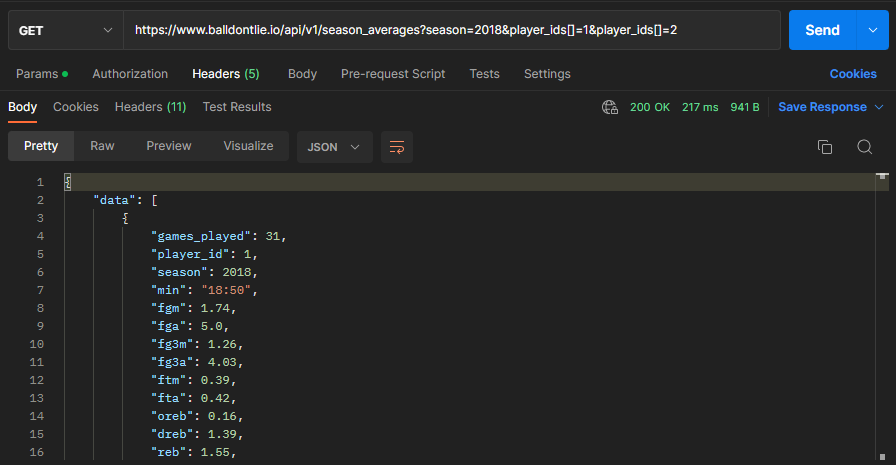 GET https://www.balldontlie.io/api/v1/season_averages?season=2018&player_ids[]=1&player_ids[]=2 Send
Params Authorization Headers (5) Body Pre-request Script Tests Settings Cookies
Body Cookies Headers (11) Test Results 200 OK 217 ms 941 B Save Response
Pretty Raw Preview Visualize JSON
1 {
2 "data": [
3 {
4 "games_played": 31,
5 "player_id": 1,
6 "season": 2018,
7 "min": "18:50",
8 "fgm": 1.74,
9 "fga": 5.0,
10 "fg3m": 1.26,
11 "fg3a": 4.03,
12 "ftm": 0.39,
13 "fta": 0.42,
14 "oreb": 0.16,
15 "dreb": 1.39,
16 "reb": 1.55,